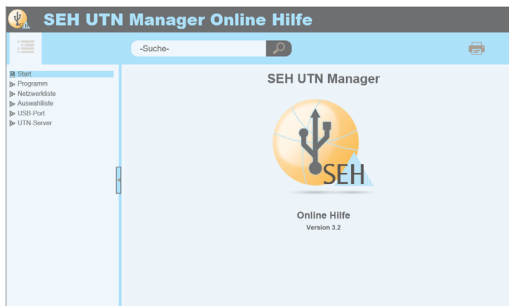 SEH UTN Manager Online Hilfe
-Suche-
Start
Programm
Netzwerkliste
Auswahlliste
USB-Port
UTN-Server
SEH UTN Manager
SEH
Online Hilfe
Version 3.2